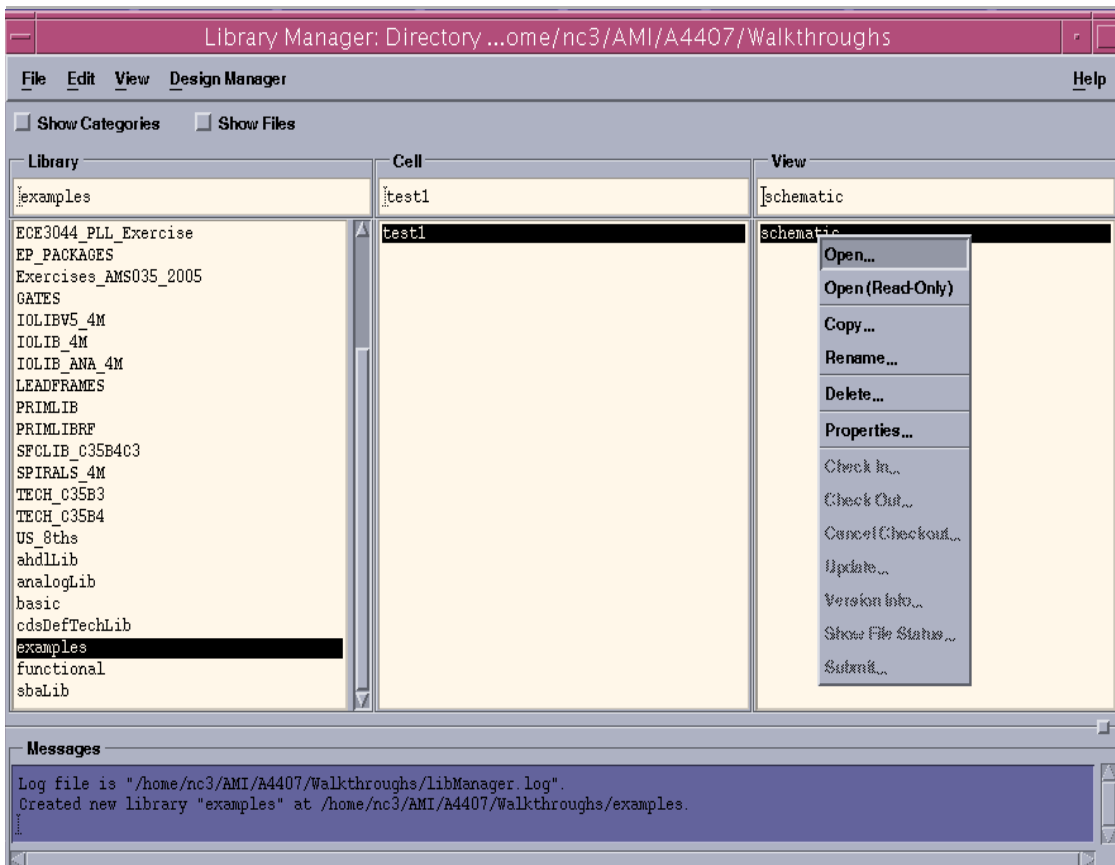 Library Manager: Directory ...ome/nc3/AMI/A4407/Walkthroughs
File Edit View Design Manager Help
Show Categories Show Files
Library Cell View
examples test1 schematic
ECE3044_PLL_Exercise test1 schematic
EP_PACKAGES Open...
Exercises_AMS035_2005
GATES Open (Read-Only)
IOLIBV5_4M Copy...
IOLIB_4M Rename...
IOLIB_ANA_4M
LEADFRAMES Delete...
PRIMLIB
PRIMLIBRF Properties...
SFCLIB_C35B4C3 Check In...
SPIRALS_4M
TECH_C35B3 Check Out...
TECH_C35B4 Cancel Checkout...
US_8ths
ahdlLib Update...
analogLib
basic Version Info...
cdsDefTechLib Show File Status...
examples
functional Submit...
sbaLib
Messages
Log file is "/home/nc3/AMI/A4407/Walkthroughs/libManager.log".
Created new library "examples" at /home/nc3/AMI/A4407/Walkthroughs/examples.